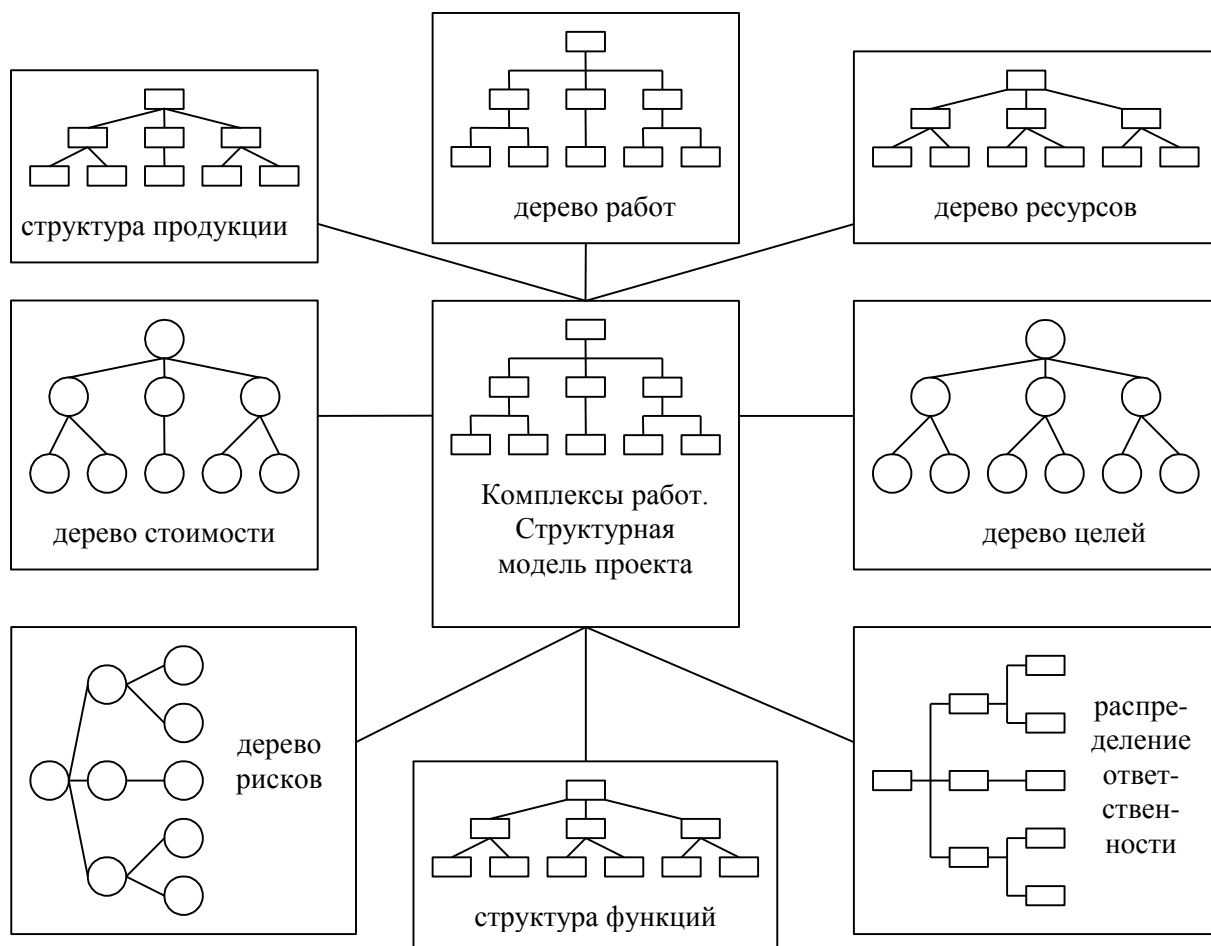 структура продукции
дерево работ
дерево ресурсов
дерево стоимости
Комплексы работ.
Структурная
модель проекта
дерево целей
дерево
рисков
структура функций
распре-
деление
ответ-
ствен-
ности